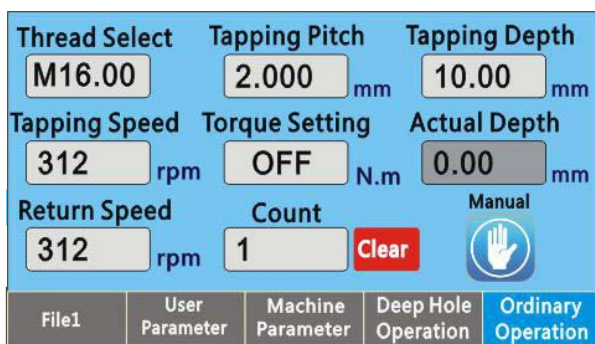 Thread Select Tapping Pitch Tapping Depth
M16.00 2.000 mm 10.00 mm
Tapping Speed Torque Setting Actual Depth
312 rpm OFF N.m 0.00 mm
Return Speed Count Manual
312 rpm 1 Clear
File1 User Parameter Machine Parameter Deep Hole Operation Ordinary Operation